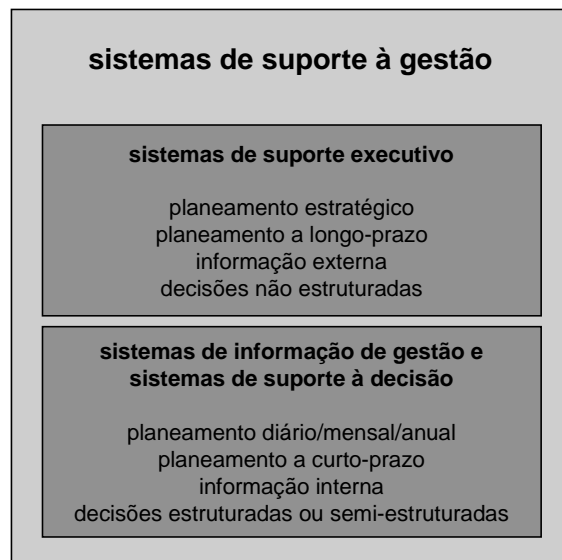 sistemas de suporte à gestão
sistemas de suporte executivo
planeamento estratégico
planeamento a longo-prazo
informação externa
decisões não estruturadas
sistemas de informação de gestão e
sistemas de suporte à decisão
planeamento diário/mensal/anual
planeamento a curto-prazo
informação interna
decisões estruturadas ou semi-estruturadas